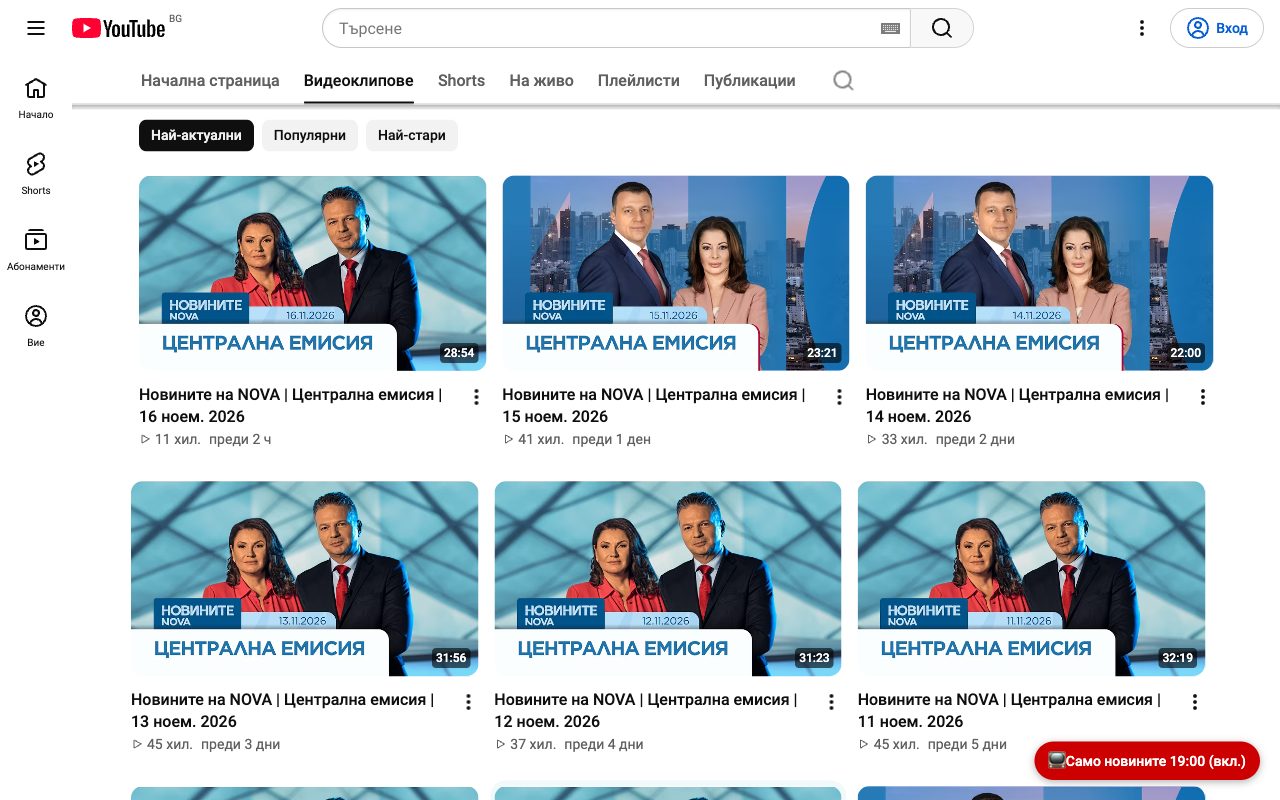 YouTube BG
Търсене
Вход
Начална страница Видеоклипове Shorts На живо Плейлисти Публикации
Начало
Shorts
Абонаменти
Вие
Най-актуални Популярни Най-стари
НОВИНИТЕ
NOVA
16.11.2026
ЦЕНТРАЛНА ЕМИСИЯ
28:54
Новините на NOVA | Централна емисия |
16 ноем. 2026
11 хил. преди 2 ч
НОВИНИТЕ
NOVA
15.11.2026
ЦЕНТРАЛНА ЕМИСИЯ
23:21
Новините на NOVA | Централна емисия |
15 ноем. 2026
41 хил. преди 1 ден
НОВИНИТЕ
NOVA
14.11.2026
ЦЕНТРАЛНА ЕМИСИЯ
22:00
Новините на NOVA | Централна емисия |
14 ноем. 2026
33 хил. преди 2 дни
НОВИНИТЕ
NOVA
13.11.2026
ЦЕНТРАЛНА ЕМИСИЯ
31:56
Новините на NOVA | Централна емисия |
13 ноем. 2026
45 хил. преди 3 дни
НОВИНИТЕ
NOVA
12.11.2026
ЦЕНТРАЛНА ЕМИСИЯ
31:23
Новините на NOVA | Централна емисия |
12 ноем. 2026
37 хил. преди 4 дни
НОВИНИТЕ
NOVA
11.11.2026
ЦЕНТРАЛНА ЕМИСИЯ
32:19
Новините на NOVA | Централна емисия |
11 ноем. 2026
45 хил. преди 5 дни
Само новините 19:00 (вкл.)